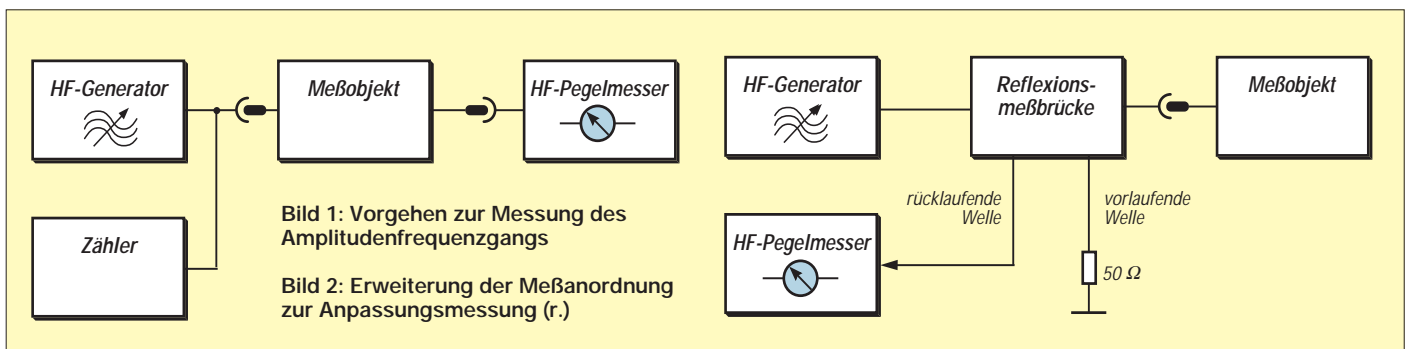 HF-Generator
Meßobjekt
HF-Pegelmesser
Zähler
Bild 1: Vorgehen zur Messung des
Amplitudenfrequenzgangs
Bild 2: Erweiterung der Meßanordnung
zur Anpassungsmessung (r.)
HF-Generator
Reflexions-
meßbrücke
Meßobjekt
rücklaufende
Welle
vorlaufende
Welle
HF-Pegelmesser
50 Ω